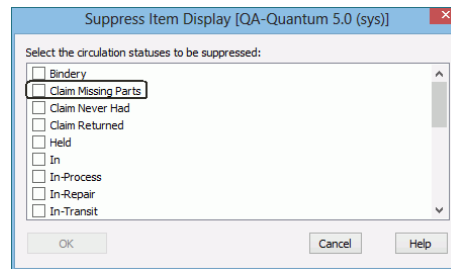 Suppress Item Display [QA-Quantum 5.0 (sys)]
Select the circulation statuses to be suppressed:
Bindery
Claim Missing Parts
Claim Never Had
Claim Returned
Held
In
In-Process
In-Repair
In-Transit
OK Cancel Help